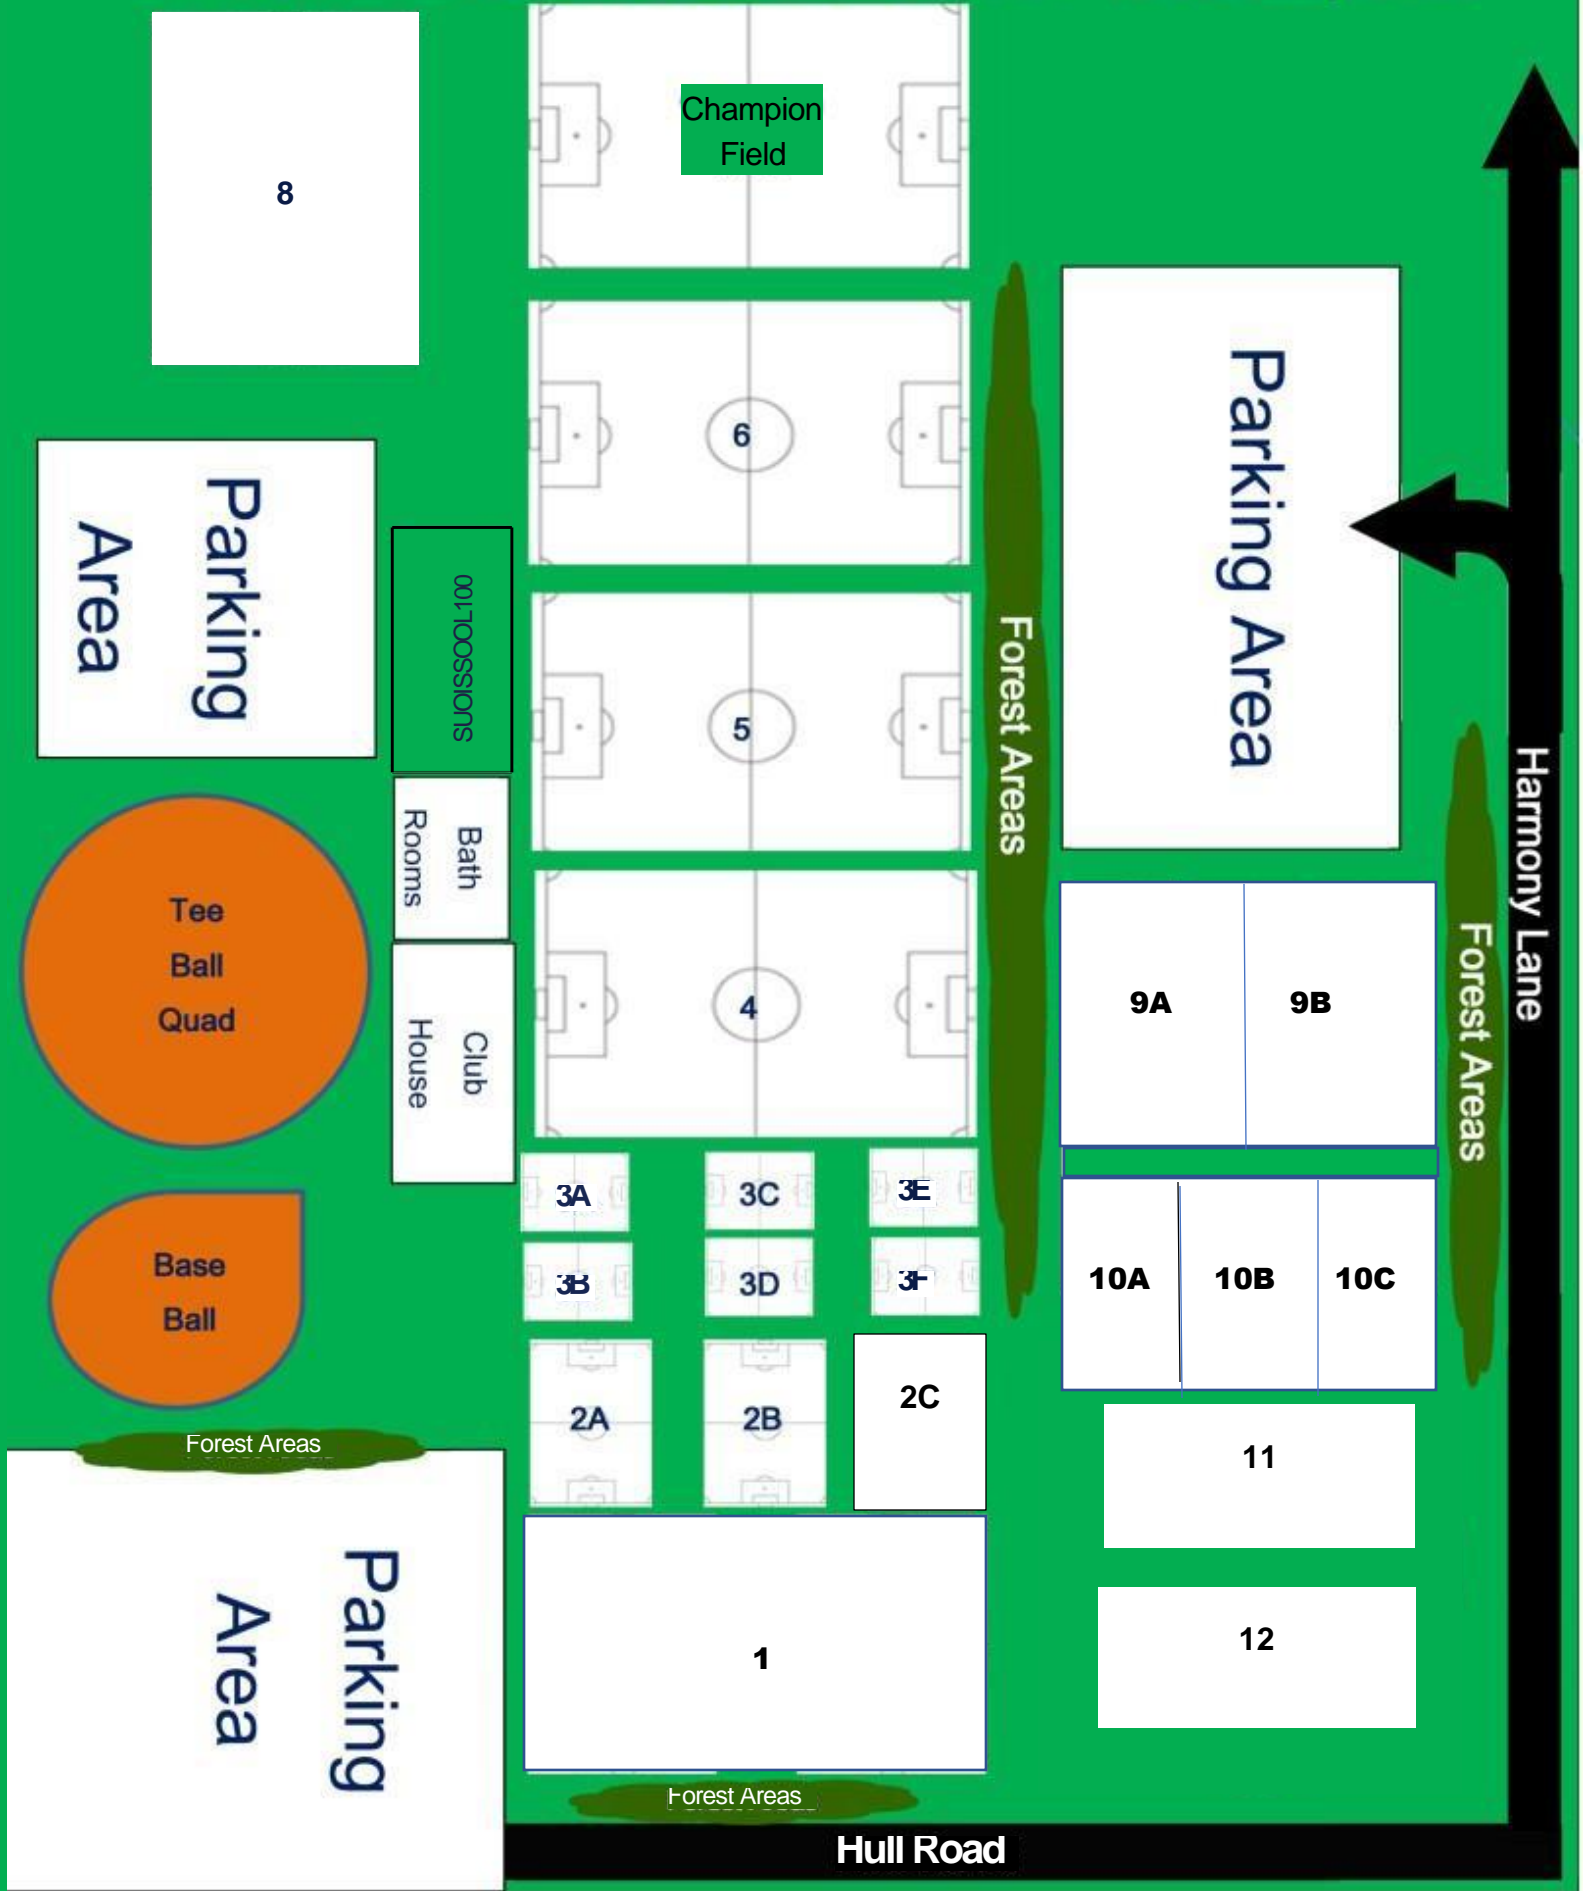 8
Champion
Field
6
Parking
Area
Parking Area
5
Forest Areas
Harmony Lane
Bath
Rooms
Tee
Ball
Quad
9A
9B
Forest Areas
4
Club
House
3A
3C
3E
3B
3D
3F
10A
10B
10C
Base
Ball
2A
2B
2C
Forest Areas
11
Parking
Area
1
12
Forest Areas
Hull Road